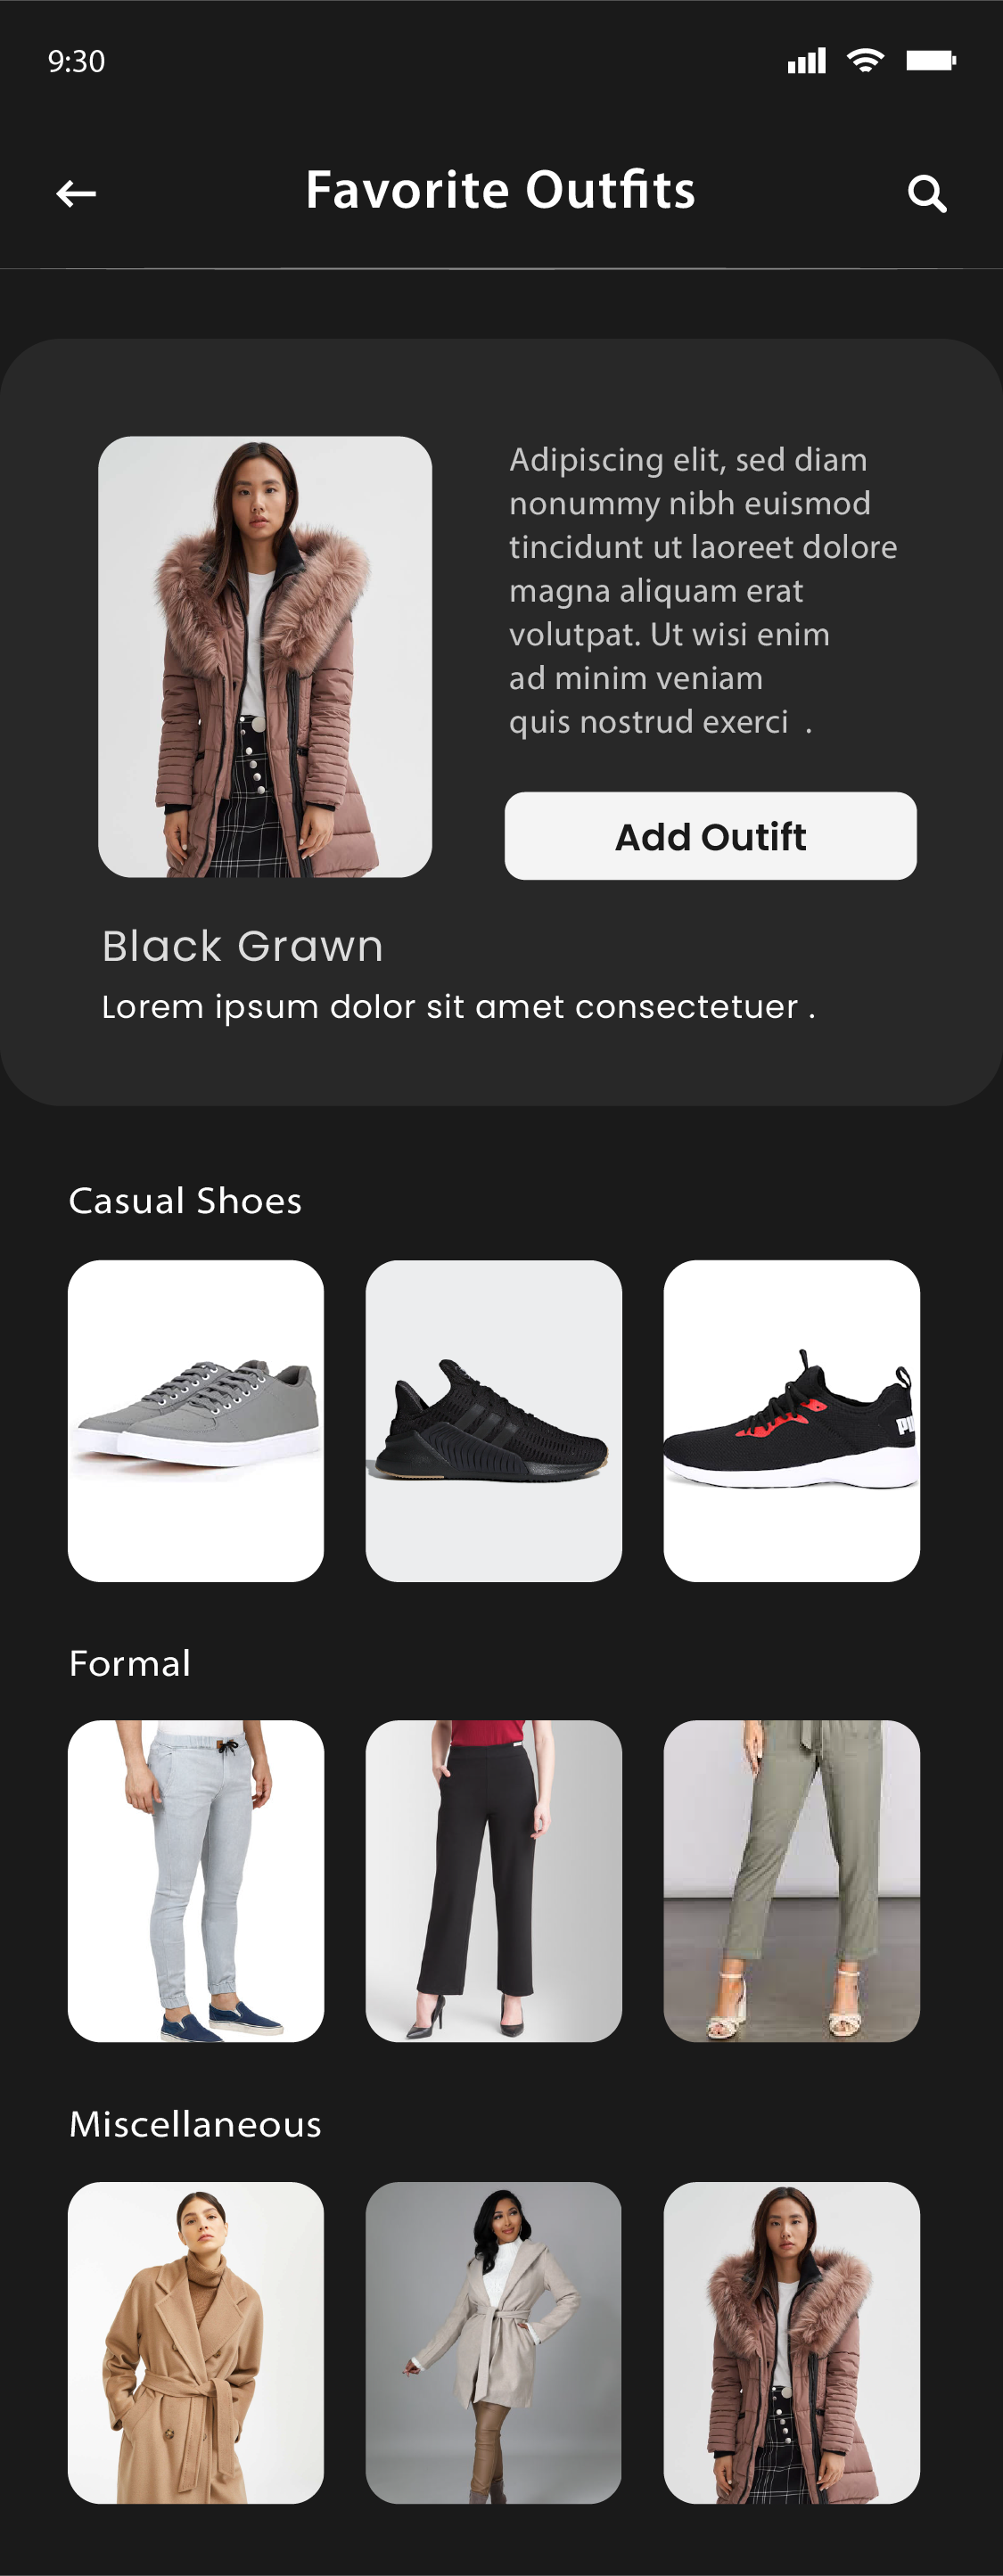 9:30
Favorite Outfits
Adipiscing elit, sed diam
nonummy nibh euismod
tincidunt ut laoreet dolore
magna aliquam erat
volutpat. Ut wisi enim
ad minim veniam
quis nostrud exerci .
Add Outift
Black Grawn
Lorem ipsum dolor sit amet consectetuer .
Casual Shoes
Formal
Miscellaneous